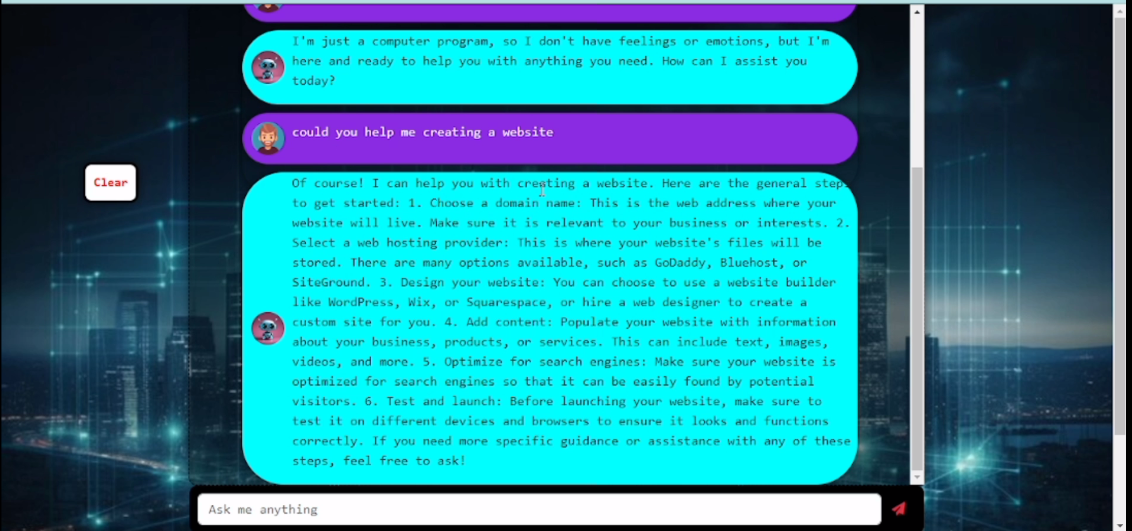 I'm just a computer program, so I don't have feelings or emotions, but I'm
here and ready to help you with anything you need. How can I assist you
today?
could you help me creating a website
Clear
Of course! I can help you with creating a website. Here are the general steps
to get started: 1. Choose a domain name: This is the web address where your
website will live. Make sure it is relevant to your business or interests. 2.
Select a web hosting provider: This is where your website's files will be
stored. There are many options available, such as GoDaddy, Bluehost, or
SiteGround. 3. Design your website: You can choose to use a website builder
like WordPress, Wix, or Squarespace, or hire a web designer to create a
custom site for you. 4. Add content: Populate your website with information
about your business, products, or services. This can include text, images,
videos, and more. 5. Optimize for search engines: Make sure your website is
optimized for search engines so that it can be easily found by potential
visitors. 6. Test and launch: Before launching your website, make sure to
test it on different devices and browsers to ensure it looks and functions
correctly. If you need more specific guidance or assistance with any of these
steps, feel free to ask!
Ask me anything